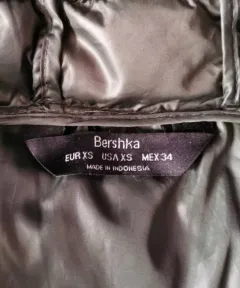 Bershka
EUR XS USA XS MEX 34
MADE IN INDONESIA